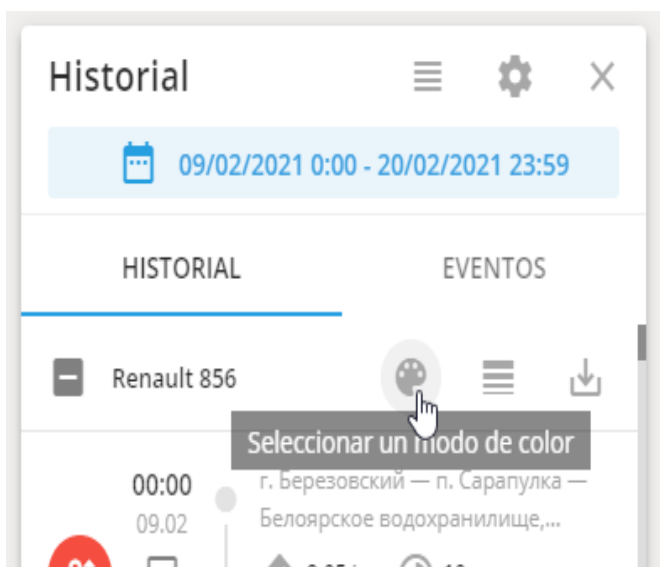 Historial
09/02/2021 0:00 - 20/02/2021 23:59
HISTORIAL
EVENTOS
Renault 856
Seleccionar un modo de color
00:00
г. Березовский — п. Сарапулка —
09.02
Белоярское водохранилище,...